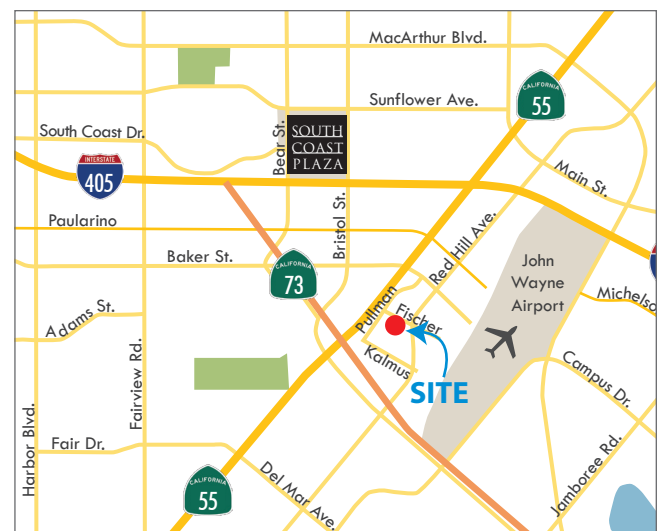 MacArthur Blvd.
CALIFORNIA
55
Sunflower Ave.
South Coast Dr.
Bear St.
SOUTH
COAST
PLAZA
INTERSTATE
405
Main St.
Paularino
Bristol St.
Red Hill Ave.
Baker St.
CALIFORNIA
73
John
Wayne
Airport
Michelso
Pullman
Fischer
Adams St.
Kalmus
SITE
Fairview Rd.
Campus Dr.
Harbor Blvd.
Fair Dr.
Del Mar Ave.
Jamboree Rd.
CALIFORNIA
55